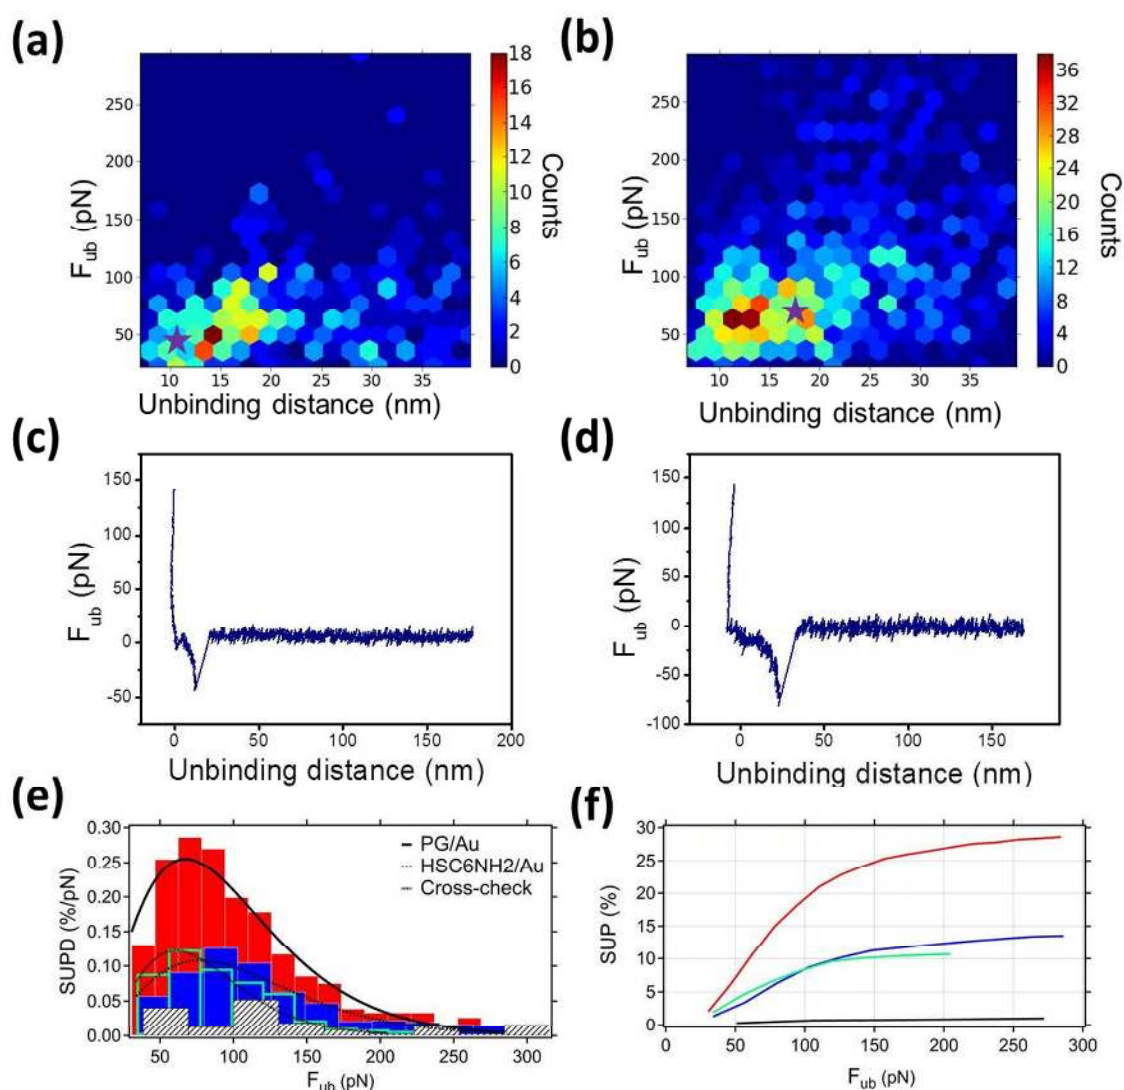 (a)
18
16
14
12
10
8
6
4
2
0
Counts
250
200
150
100
50
F_ub (pN)
10 15 20 25 30 35
Unbinding distance (nm)
(b)
36
32
28
24
20
16
12
8
4
0
Counts
250
200
150
100
50
F_ub (pN)
10 15 20 25 30 35
Unbinding distance (nm)
(c)
150
100
50
0
-50
F_ub (pN)
0 50 100 150 200
Unbinding distance (nm)
(d)
150
100
50
0
-50
-100
F_ub (pN)
0 50 100 150
Unbinding distance (nm)
(e)
0.30
0.25
0.20
0.15
0.10
0.05
0.00
SUPD (%/pN)
PG/Au
HSC6NH2/Au
Cross-check
50 100 150 200 250 300
F_ub (pN)
(f)
30
25
20
15
10
5
0
SUP (%)
0 50 100 150 200 250 300
F_ub (pN)